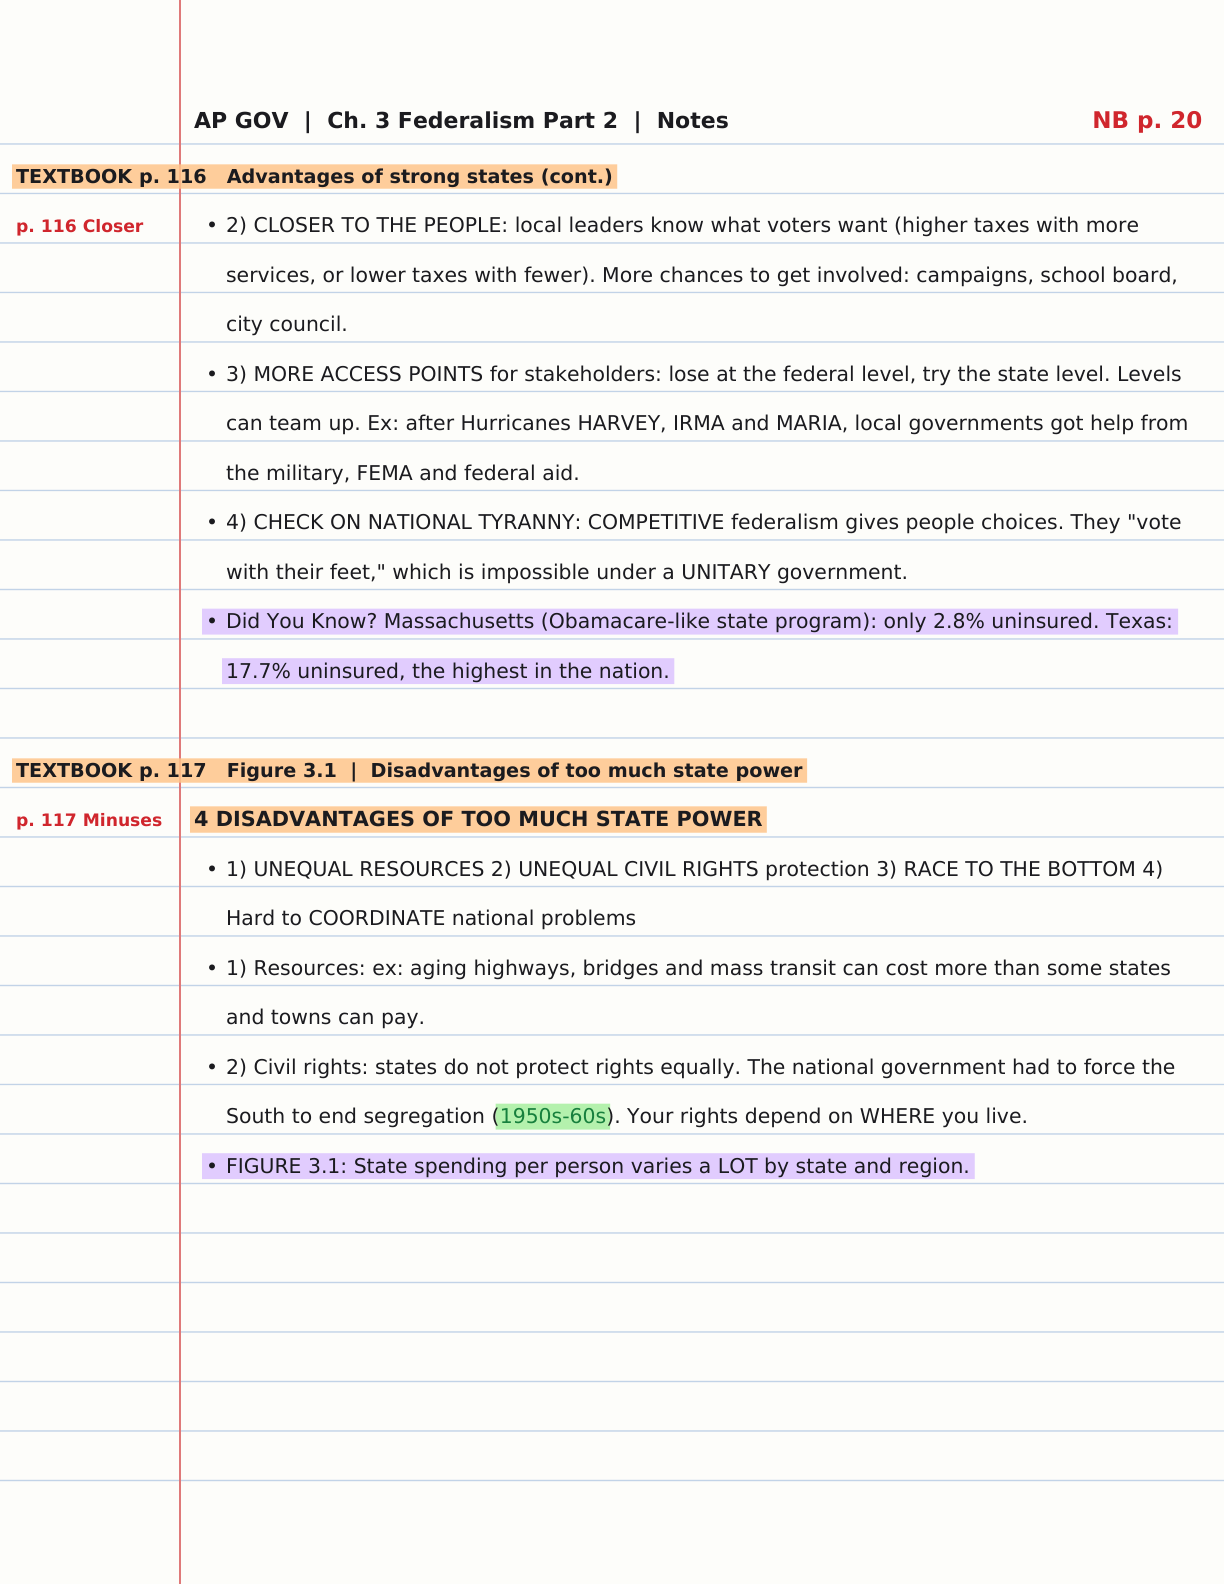 AP GOV | Ch. 3 Federalism Part 2 | Notes NB p. 20
TEXTBOOK p. 116 Advantages of strong states (cont.)
p. 116 Closer • 2) CLOSER TO THE PEOPLE: local leaders know what voters want (higher taxes with more
services, or lower taxes with fewer). More chances to get involved: campaigns, school board,
city council.
• 3) MORE ACCESS POINTS for stakeholders: lose at the federal level, try the state level. Levels
can team up. Ex: after Hurricanes HARVEY, IRMA and MARIA, local governments got help from
the military, FEMA and federal aid.
• 4) CHECK ON NATIONAL TYRANNY: COMPETITIVE federalism gives people choices. They "vote
with their feet," which is impossible under a UNITARY government.
• Did You Know? Massachusetts (Obamacare-like state program): only 2.8% uninsured. Texas:
17.7% uninsured, the highest in the nation.
TEXTBOOK p. 117 Figure 3.1 | Disadvantages of too much state power
p. 117 Minuses 4 DISADVANTAGES OF TOO MUCH STATE POWER
• 1) UNEQUAL RESOURCES 2) UNEQUAL CIVIL RIGHTS protection 3) RACE TO THE BOTTOM 4)
Hard to COORDINATE national problems
• 1) Resources: ex: aging highways, bridges and mass transit can cost more than some states
and towns can pay.
• 2) Civil rights: states do not protect rights equally. The national government had to force the
South to end segregation (1950s-60s). Your rights depend on WHERE you live.
• FIGURE 3.1: State spending per person varies a LOT by state and region.